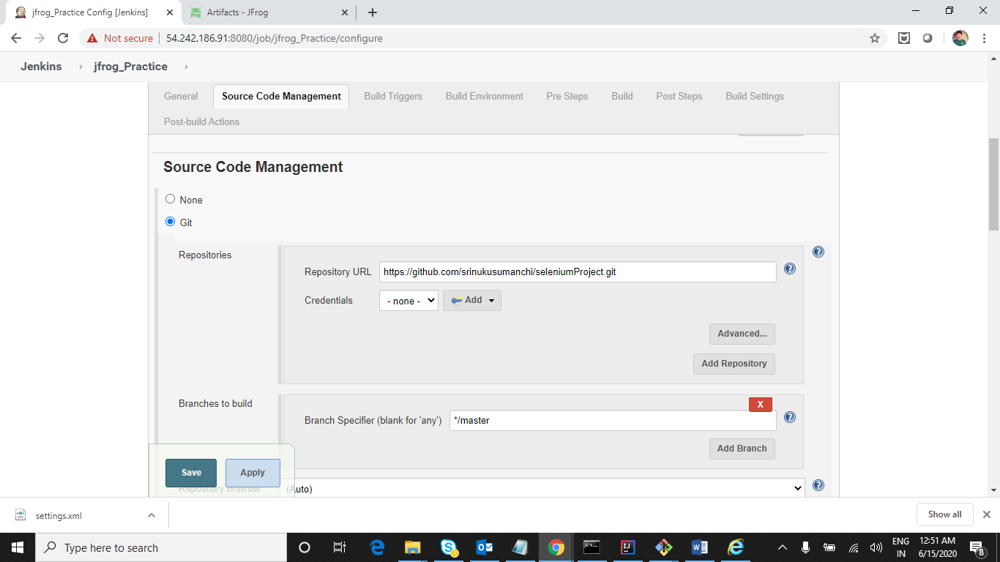 jfrog_Practice Config [Jenkins]
Artifacts - JFrog
Not secure
54.242.186.91:8080/job/jfrog_Practice/configure
Jenkins
jfrog_Practice
General
Source Code Management
Build Triggers
Build Environment
Pre Steps
Build
Post Steps
Build Settings
Post-build Actions
Source Code Management
None
Git
Repositories
Repository URL
https://github.com/srinukusumanchi/seleniumProject.git
Credentials
- none -
Add
Advanced...
Add Repository
Branches to build
X
Branch Specifier (blank for 'any')
*/master
Add Branch
Save
Apply
Repository browser
(Auto)
settings.xml
Show all
Type here to search
ENG
IN
12:51 AM
6/15/2020
8